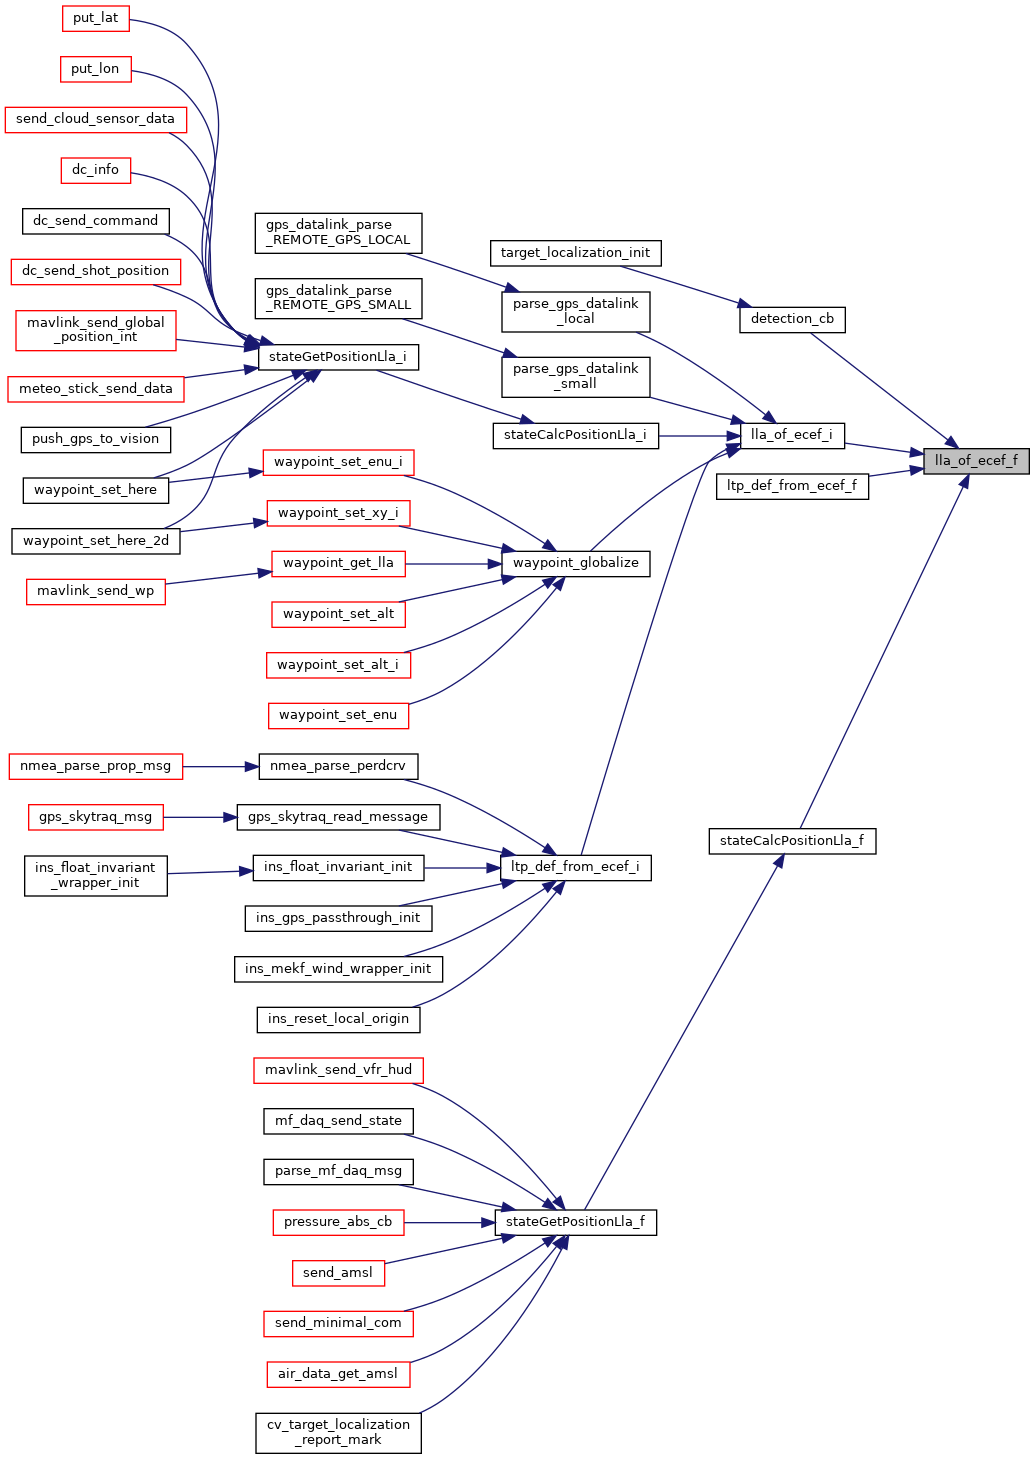 put_lat
put_lon
send_cloud_sensor_data
dc_info
dc_send_command
dc_send_shot_position
mavlink_send_global
_position_int
meteo_stick_send_data
push_gps_to_vision
waypoint_set_here
waypoint_set_here_2d
mavlink_send_wp
nmea_parse_prop_msg
gps_skytraq_msg
ins_float_invariant
_wrapper_init
gps_datalink_parse
_REMOTE_GPS_LOCAL
gps_datalink_parse
_REMOTE_GPS_SMALL
stateGetPositionLla_i
waypoint_set_enu_i
waypoint_set_xy_i
waypoint_get_lla
waypoint_set_alt
waypoint_set_alt_i
waypoint_set_enu
nmea_parse_perdcrv
gps_skytraq_read_message
ins_float_invariant_init
ins_gps_passthrough_init
ins_mekf_wind_wrapper_init
ins_reset_local_origin
mavlink_send_vfr_hud
mf_daq_send_state
parse_mf_daq_msg
pressure_abs_cb
send_amsl
send_minimal_com
air_data_get_amsl
cv_target_localization
_report_mark
target_localization_init
parse_gps_datalink
_local
parse_gps_datalink
_small
stateCalcPositionLla_i
waypoint_globalize
ltp_def_from_ecef_i
stateGetPositionLla_f
detection_cb
lla_of_ecef_i
ltp_def_from_ecef_f
stateCalcPositionLla_f
lla_of_ecef_f